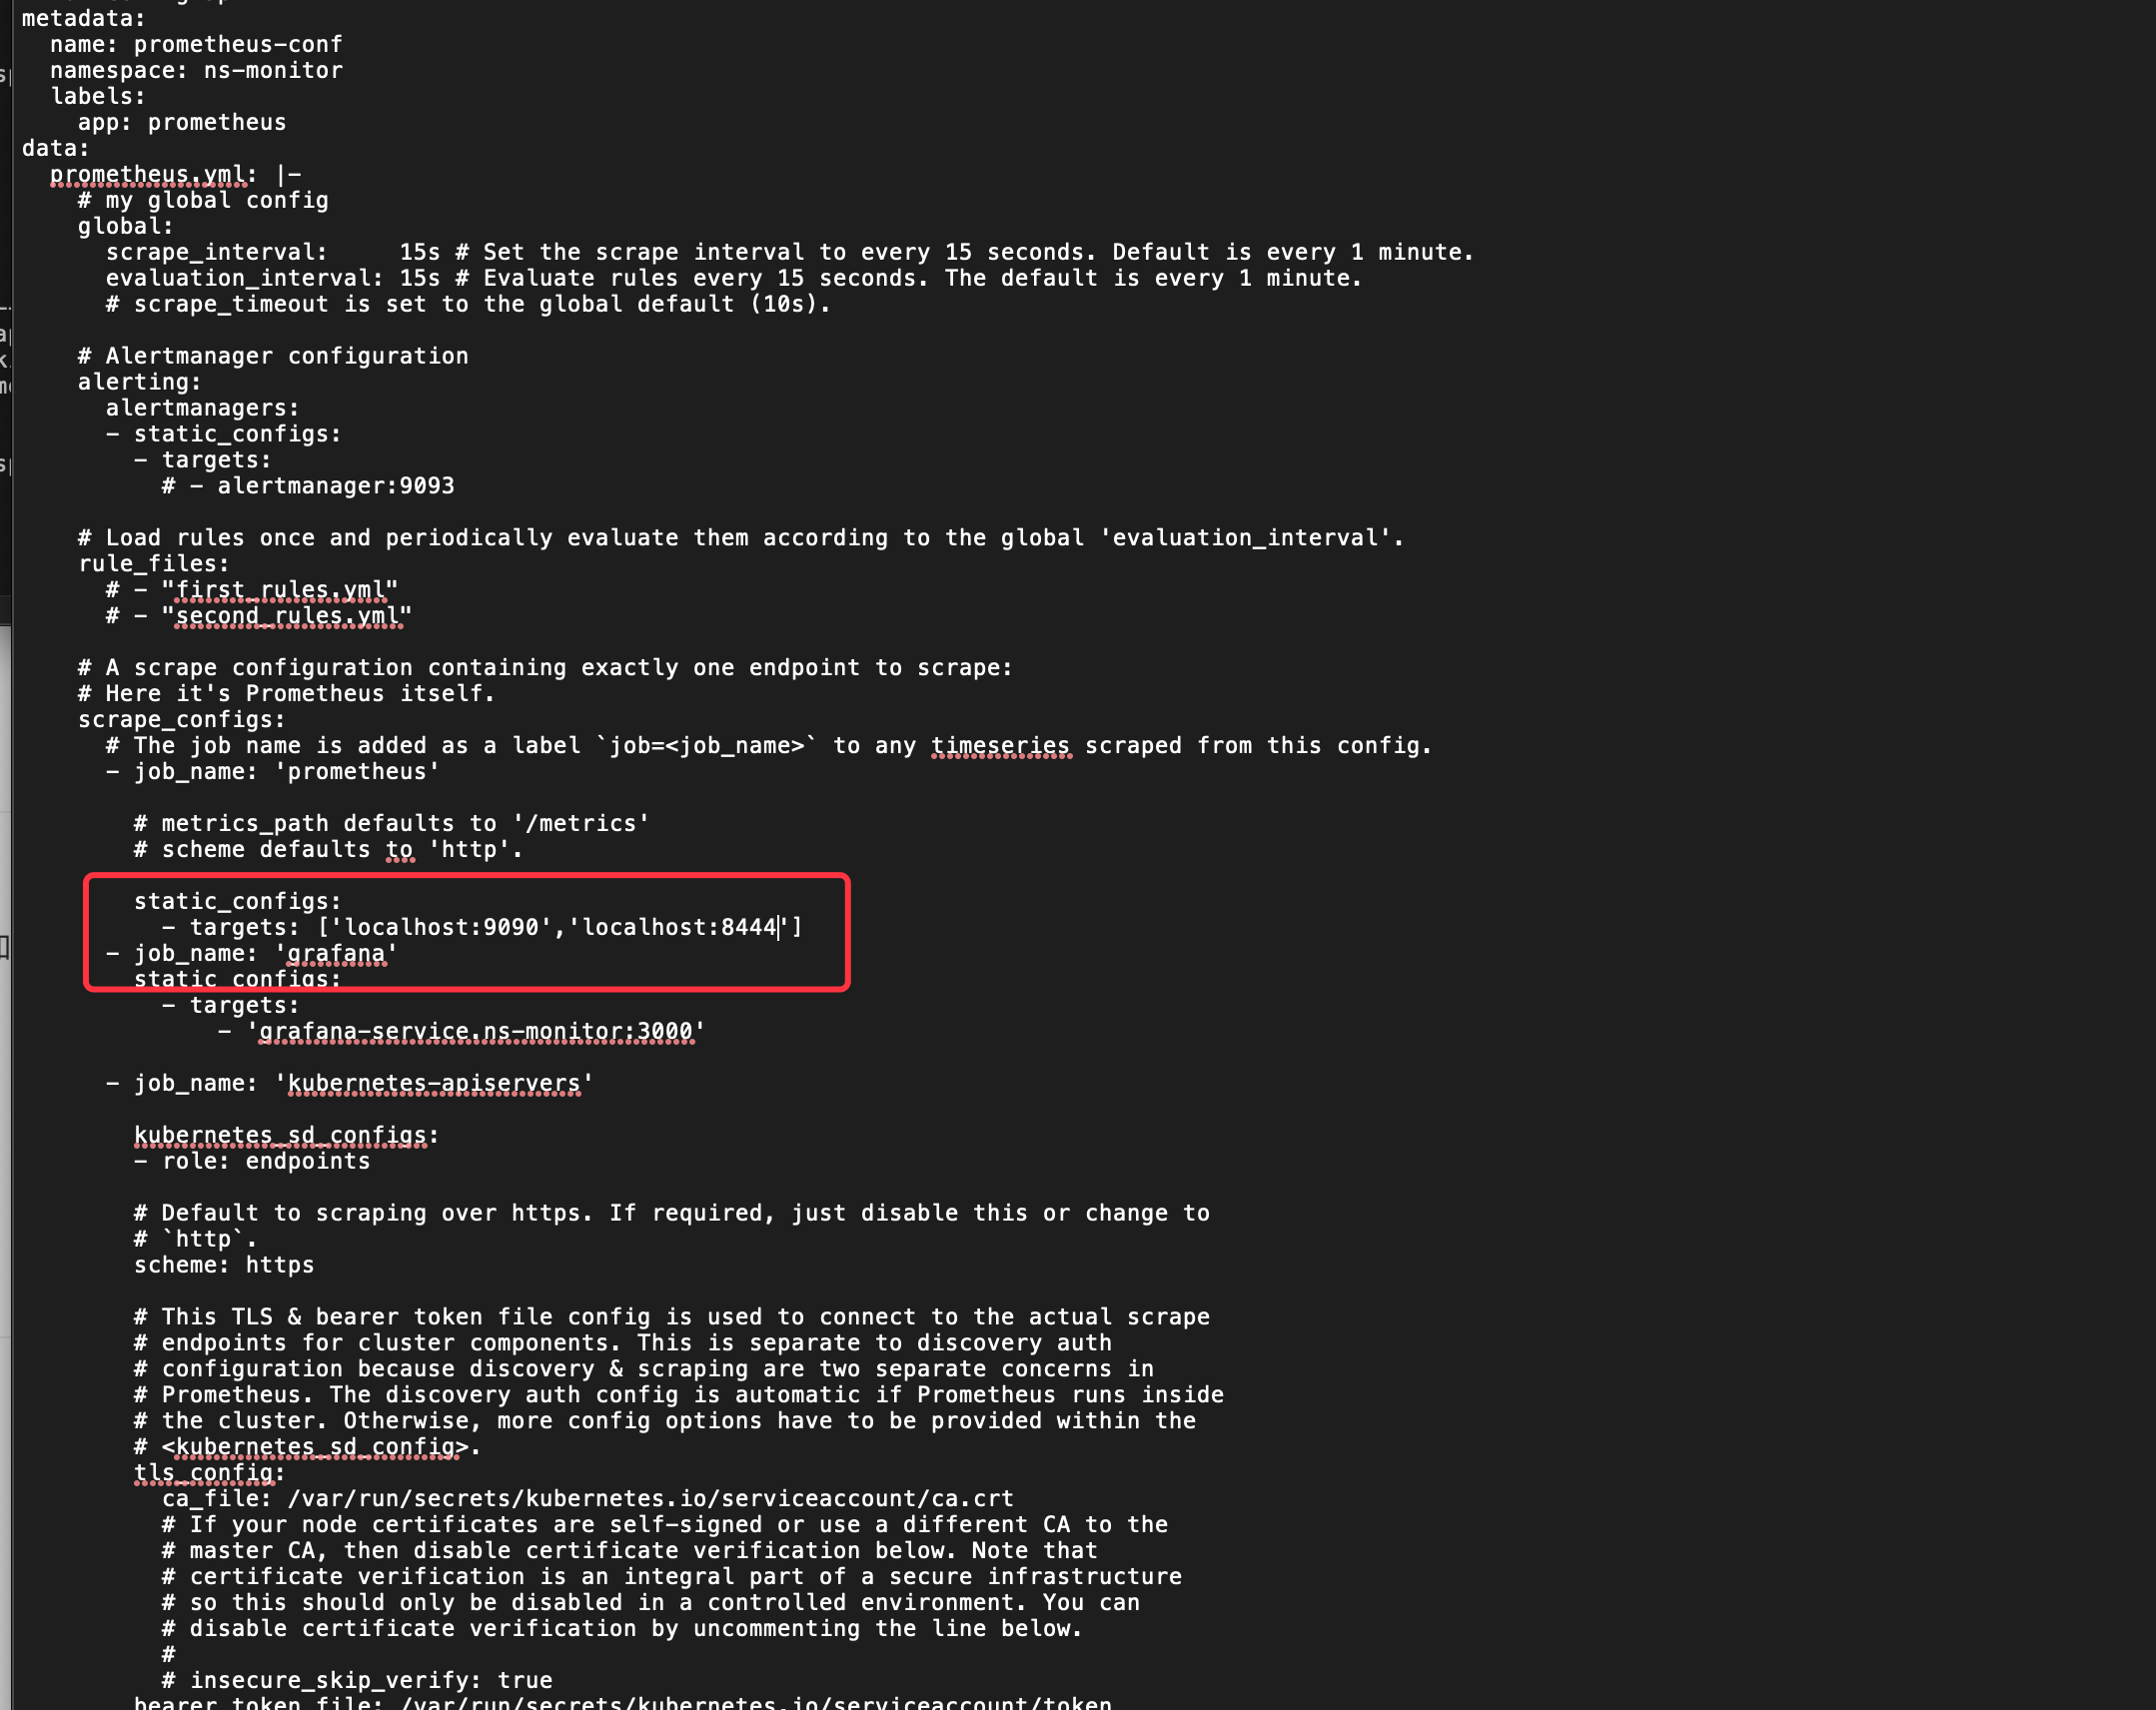 metadata:
  name: prometheus-conf
  namespace: ns-monitor
  labels:
    app: prometheus
data:
  prometheus.yml: |-
    # my global config
    global:
      scrape_interval:     15s # Set the scrape interval to every 15 seconds. Default is every 1 minute.
      evaluation_interval: 15s # Evaluate rules every 15 seconds. The default is every 1 minute.
      # scrape_timeout is set to the global default (10s).

    # Alertmanager configuration
    alerting:
      alertmanagers:
      - static_configs:
        - targets:
          # - alertmanager:9093

    # Load rules once and periodically evaluate them according to the global 'evaluation_interval'.
    rule_files:
      # - "first_rules.yml"
      # - "second_rules.yml"

    # A scrape configuration containing exactly one endpoint to scrape:
    # Here it's Prometheus itself.
    scrape_configs:
      # The job name is added as a label `job=<job_name>` to any timeseries scraped from this config.
      - job_name: 'prometheus'

        # metrics_path defaults to '/metrics'
        # scheme defaults to 'http'.

        static_configs:
          - targets: ['localhost:9090','localhost:8444']
      - job_name: 'grafana'
        static_configs:
          - targets:
              - 'grafana-service.ns-monitor:3000'

      - job_name: 'kubernetes-apiservers'

        kubernetes_sd_configs:
        - role: endpoints

        # Default to scraping over https. If required, just disable this or change to
        # `http`.
        scheme: https

        # This TLS & bearer token file config is used to connect to the actual scrape
        # endpoints for cluster components. This is separate to discovery auth
        # configuration because discovery & scraping are two separate concerns in
        # Prometheus. The discovery auth config is automatic if Prometheus runs inside
        # the cluster. Otherwise, more config options have to be provided within the
        # <kubernetes_sd_config>.
        tls_config:
          ca_file: /var/run/secrets/kubernetes.io/serviceaccount/ca.crt
          # If your node certificates are self-signed or use a different CA to the
          # master CA, then disable certificate verification below. Note that
          # certificate verification is an integral part of a secure infrastructure
          # so this should only be disabled in a controlled environment. You can
          # disable certificate verification by uncommenting the line below.
          #
          # insecure_skip_verify: true
        bearer_token_file: /var/run/secrets/kubernetes.io/serviceaccount/token